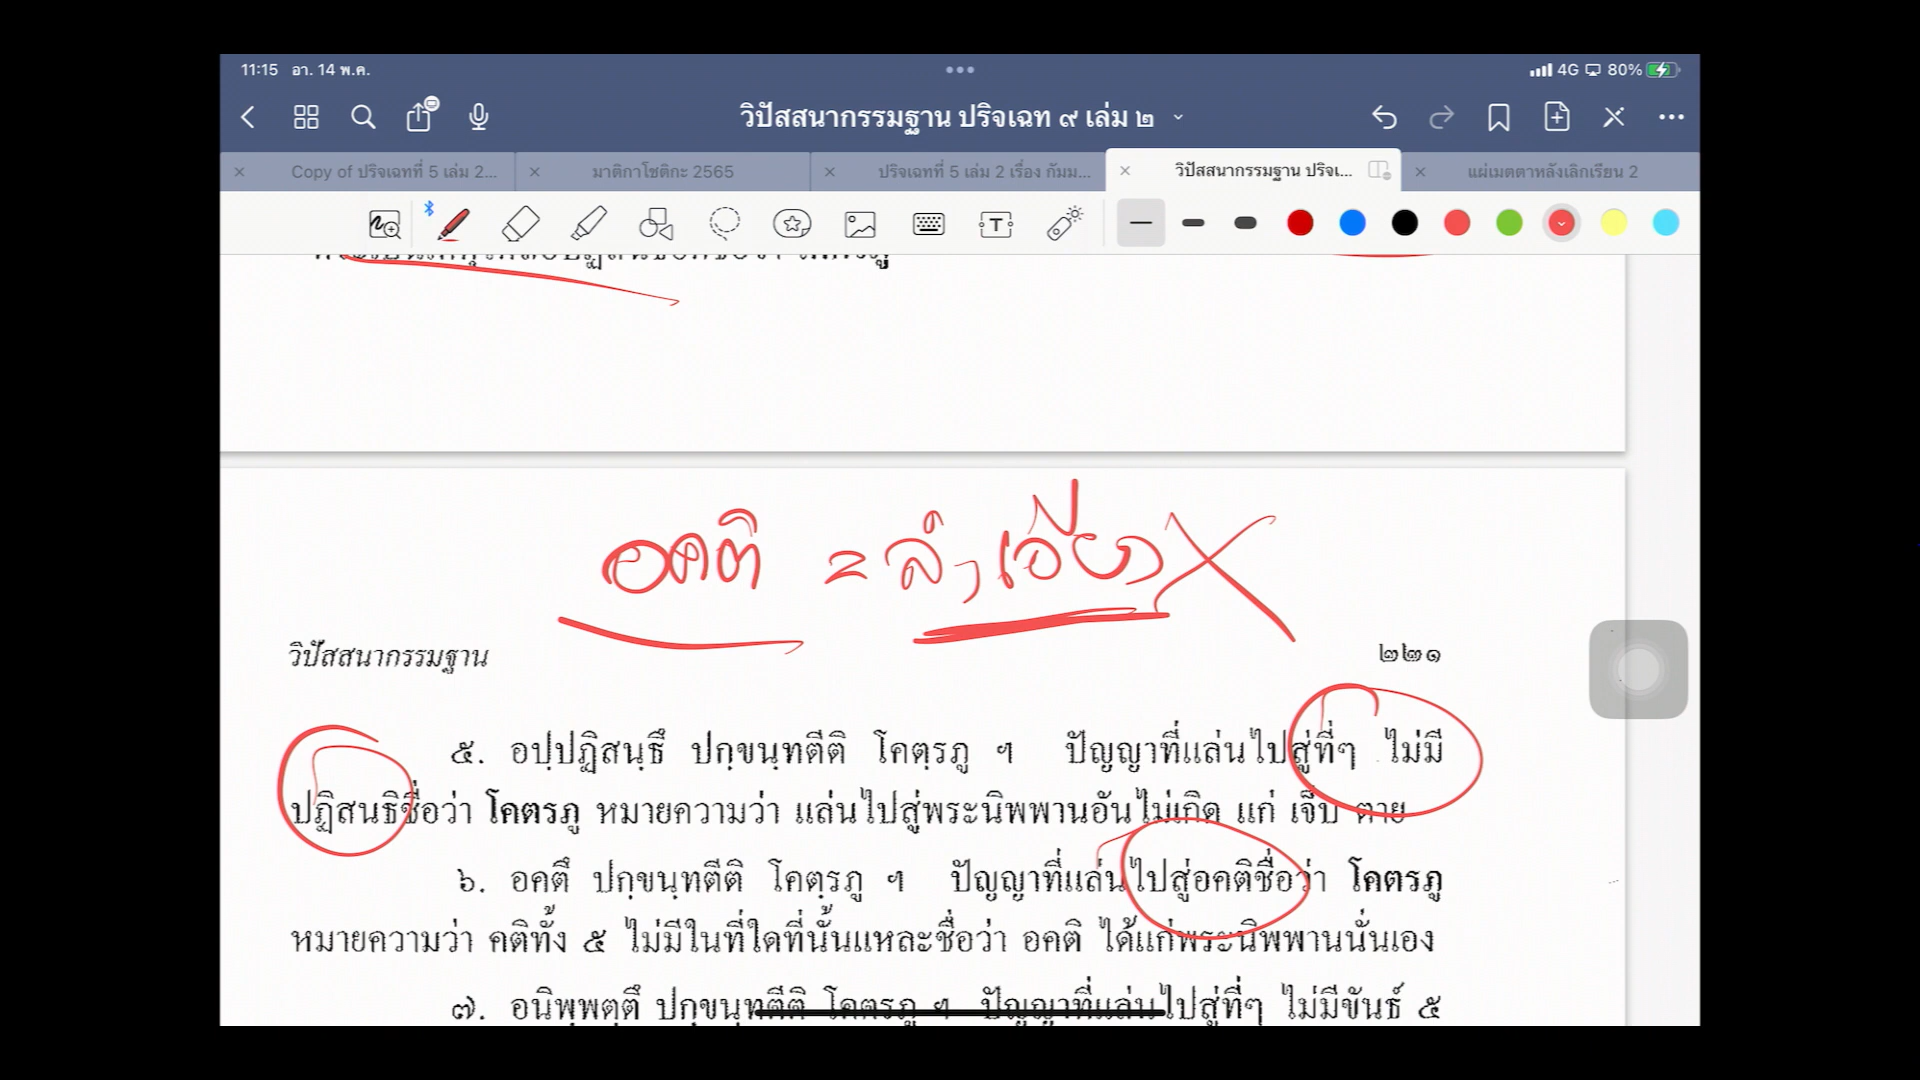 11:15 อา. 14 พ.ค.
4G 80%
วิปัสสนากรรมฐาน ปริจเฉท ๙ เล่ม ๒
Copy of ปริจเฉทที่ 5 เล่ม 2...
มาติกาโชติกะ 2565
ปริจเฉทที่ 5 เล่ม 2 เรื่อง กัมม...
วิปัสสนากรรมฐาน ปริจเ...
แผ่เมตตาหลังเลิกเรียน 2
อคติ = ลำเอียง
วิปัสสนากรรมฐาน ๒๒๑
๕. อปฺปฏิสนฺธึ ปกฺขนฺทตีติ โคตฺรภู ฯ ปัญญาที่แล่นไปสู่ที่ๆ ไม่มี
ปฏิสนธิชื่อว่า โคตรภู หมายความว่า แล่นไปสู่พระนิพพานอันไม่เกิด แก่ เจ็บ ตาย
๖. อคตึ ปกฺขนฺทตีติ โคตฺรภู ฯ ปัญญาที่แล่นไปสู่อคติชื่อว่า โคตรภู
หมายความว่า คติทั้ง ๕ ไม่มีในที่ใดที่นั้นแหละชื่อว่า อคติ ได้แก่พระนิพพานนั่นเอง
๗. อนิพฺพตฺตึ ปกฺขนฺทตีติ โคตฺรภู ฯ ปัญญาที่แล่นไปสู่ที่ๆ ไม่มีขันธ์ ๕